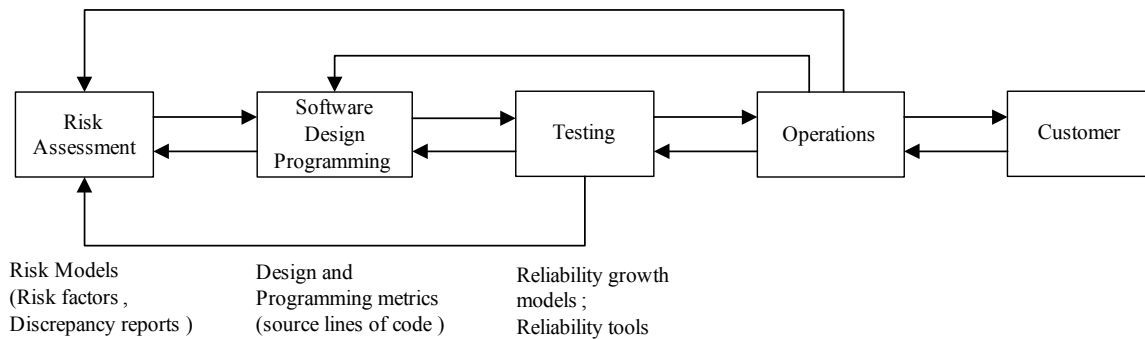 Risk
Assessment
Software
Design
Programming
Testing
Operations
Customer
Risk Models
(Risk factors ,
Discrepancy reports )
Design and
Programming metrics
(source lines of code )
Reliability growth
models ;
Reliability tools